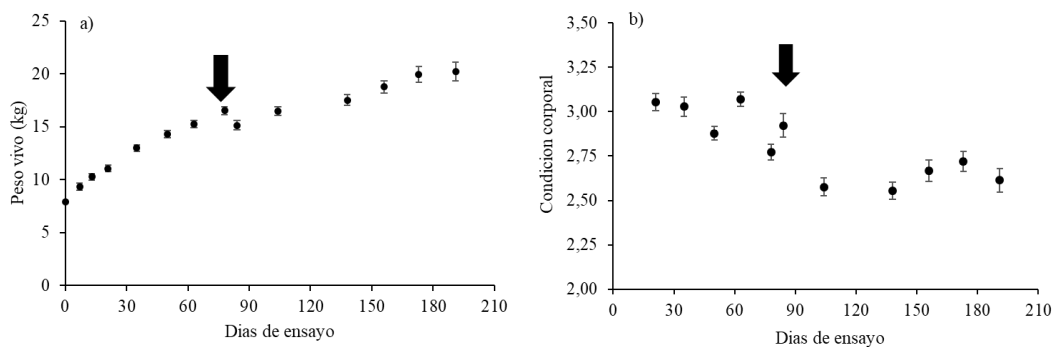 a)
25
20
15
10
5
0
Peso vivo (kg)
0 30 60 90 120 150 180 210
Dias de ensayo
b)
3,50
3,25
3,00
2,75
2,50
2,25
2,00
Condicion corporal
0 30 60 90 120 150 180 210
Dias de ensayo